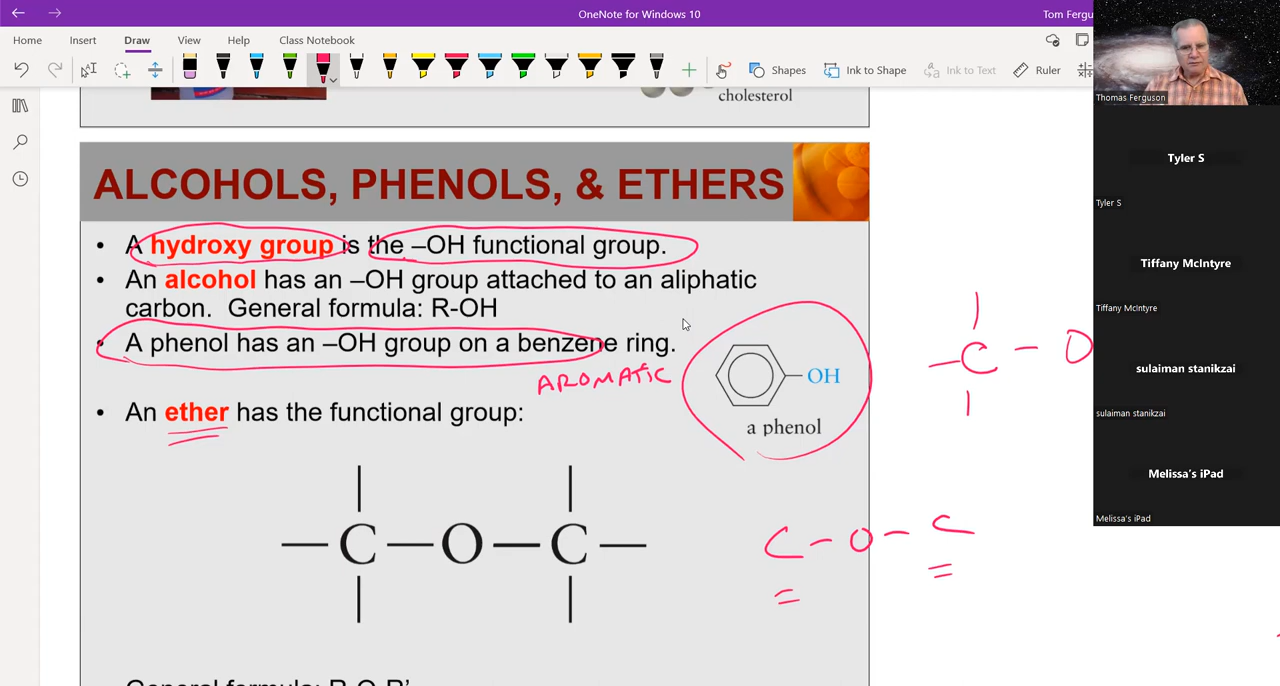 OneNote for Windows 10
Tom Fergu
Home Insert Draw View Help Class Notebook
Shapes Ink to Shape Ink to Text Ruler
cholesterol
ALCOHOLS, PHENOLS, & ETHERS
• A hydroxy group is the –OH functional group.
• An alcohol has an –OH group attached to an aliphatic
carbon. General formula: R-OH
• A phenol has an –OH group on a benzene ring.
AROMATIC
OH
a phenol
• An ether has the functional group:
C O C
C - O
C - O - C
General formula: R-O-R'
Thomas Ferguson
Tyler S
Tyler S
Tiffany McIntyre
Tiffany McIntyre
sulaiman stanikzai
sulaiman stanikzai
Melissa's iPad
Melissa's iPad